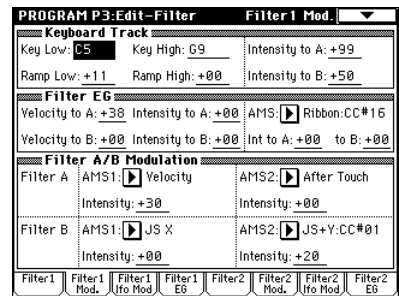 PROGRAM P3:Edit-Filter Filter1 Mod.
Keyboard Track
Key Low: C5 Key High: G9 Intensity to A: +99
Ramp Low: +11 Ramp High: +00 Intensity to B: +50
Filter EG
Velocity to A: +38 Intensity to A: +00 AMS: Ribbon:CC#16
Velocity to B: +00 Intensity to B: +00 Int to A: +00 to B: +00
Filter A/B Modulation
Filter A AMS1: Velocity AMS2: After Touch
Intensity: +30 Intensity: +00
Filter B AMS1: JS X AMS2: JS+Y:CC#01
Intensity: +00 Intensity: +20
Filter1 Filter1 Mod. Filter1 lfo Mod Filter1 EG Filter2 Filter2 Mod. Filter2 lfo Mod Filter2 EG